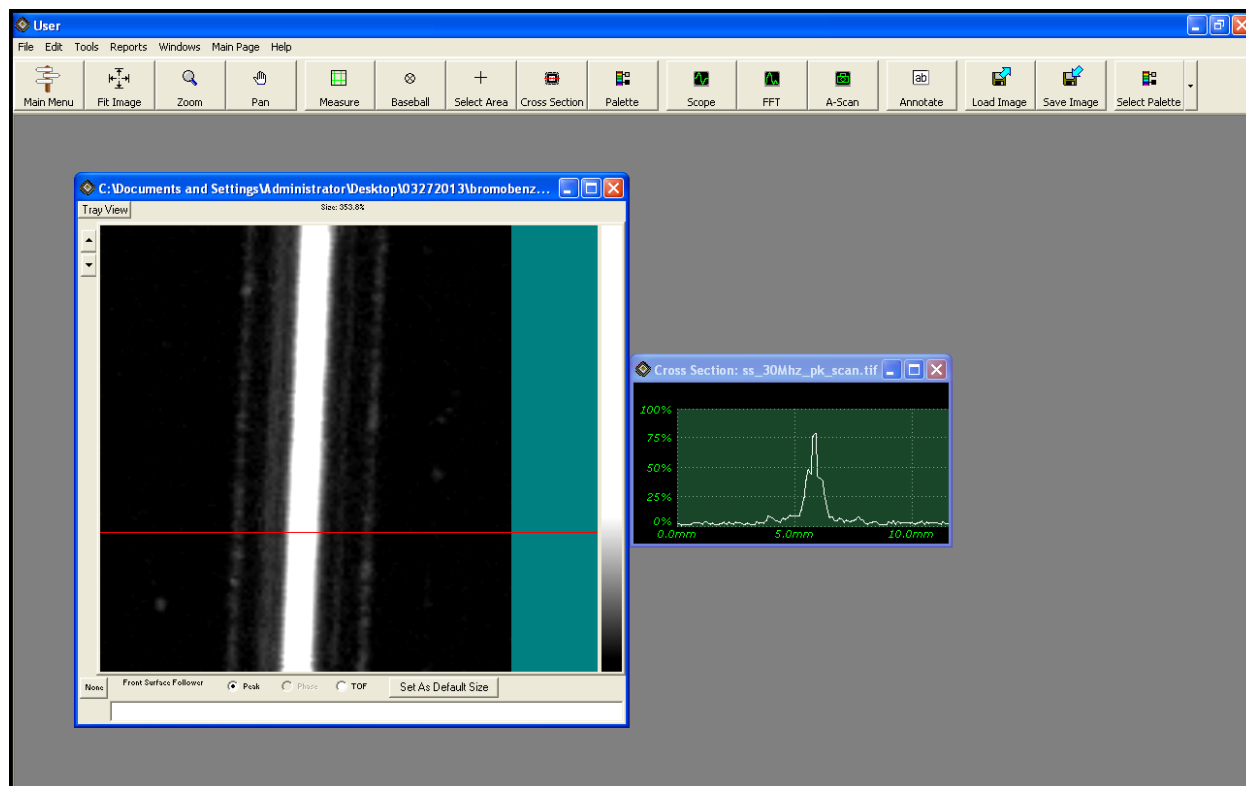 User
File Edit Tools Reports Windows Main Page Help
Main Menu Fit Image Zoom Pan Measure Baseball Select Area Cross Section Palette Scope FFT A-Scan ab Annotate Load Image Save Image Select Palette
C:\Documents and Settings\Administrator\Desktop\03272013\bromobenz...
Tray View Size: 353.8%
Cross Section: ss_30Mhz_pk_scan.tif
100%
75%
50%
25%
0%
0.0mm 5.0mm 10.0mm
None Front Surface Follower Peak Phase TOF Set As Default Size